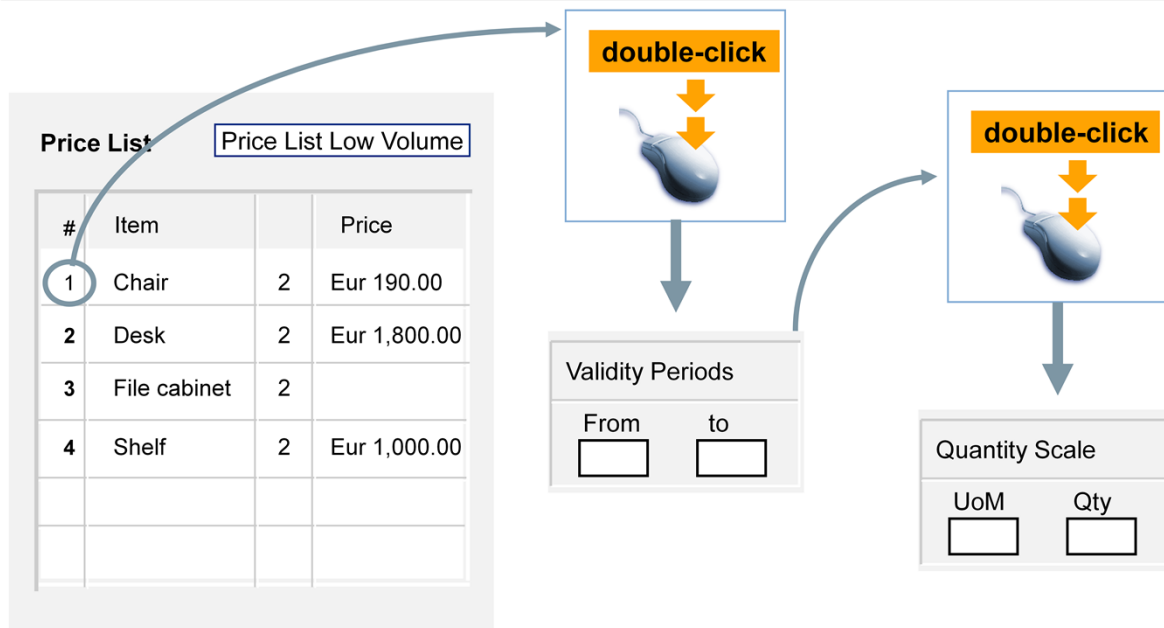 Price List
Price List Low Volume
# Item Price
1 Chair 2 Eur 190.00
2 Desk 2 Eur 1,800.00
3 File cabinet 2
4 Shelf 2 Eur 1,000.00
double-click
Validity Periods
From to
double-click
Quantity Scale
UoM Qty